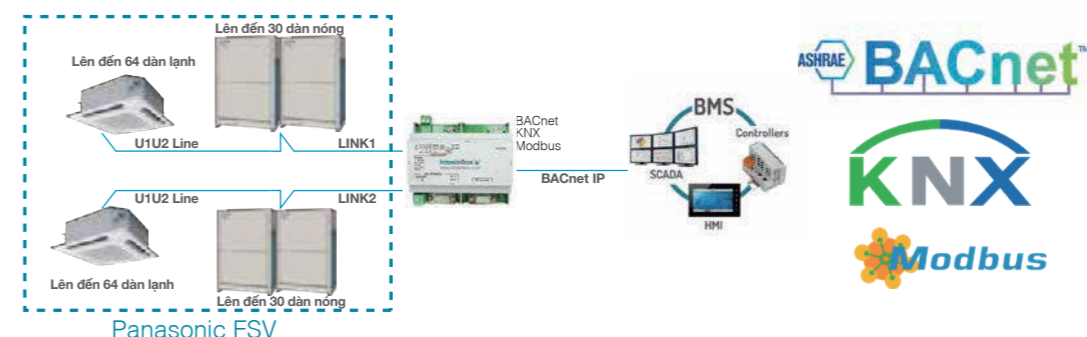 Lên đến 30 dàn nóng
Lên đến 64 dàn lạnh
U1U2 Line
LINK1
U1U2 Line
LINK2
Lên đến 64 dàn lạnh
Lên đến 30 dàn nóng
Panasonic FSV
BACnet
KNX
Modbus
BACnet IP
BMS
Controllers
SCADA
HMI
ASHRAE BACnet™
KNX
Modbus